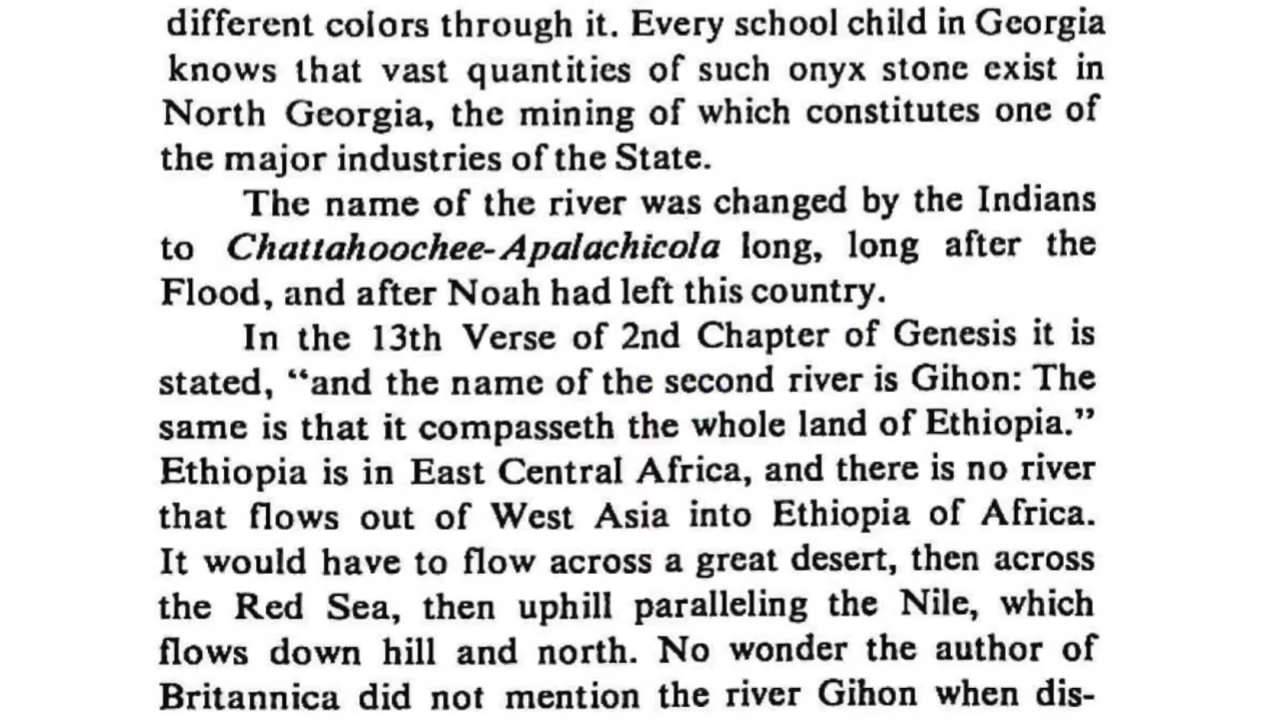 different colors through it. Every school child in Georgia
knows that vast quantities of such onyx stone exist in
North Georgia, the mining of which constitutes one of
the major industries of the State.
The name of the river was changed by the Indians
to Chattahoochee-Apalachicola long, long after the
Flood, and after Noah had left this country.
In the 13th Verse of 2nd Chapter of Genesis it is
stated, “and the name of the second river is Gihon: The
same is that it compasseth the whole land of Ethiopia.”
Ethiopia is in East Central Africa, and there is no river
that flows out of West Asia into Ethiopia of Africa.
It would have to flow across a great desert, then across
the Red Sea, then uphill paralleling the Nile, which
flows down hill and north. No wonder the author of
Britannica did not mention the river Gihon when dis-